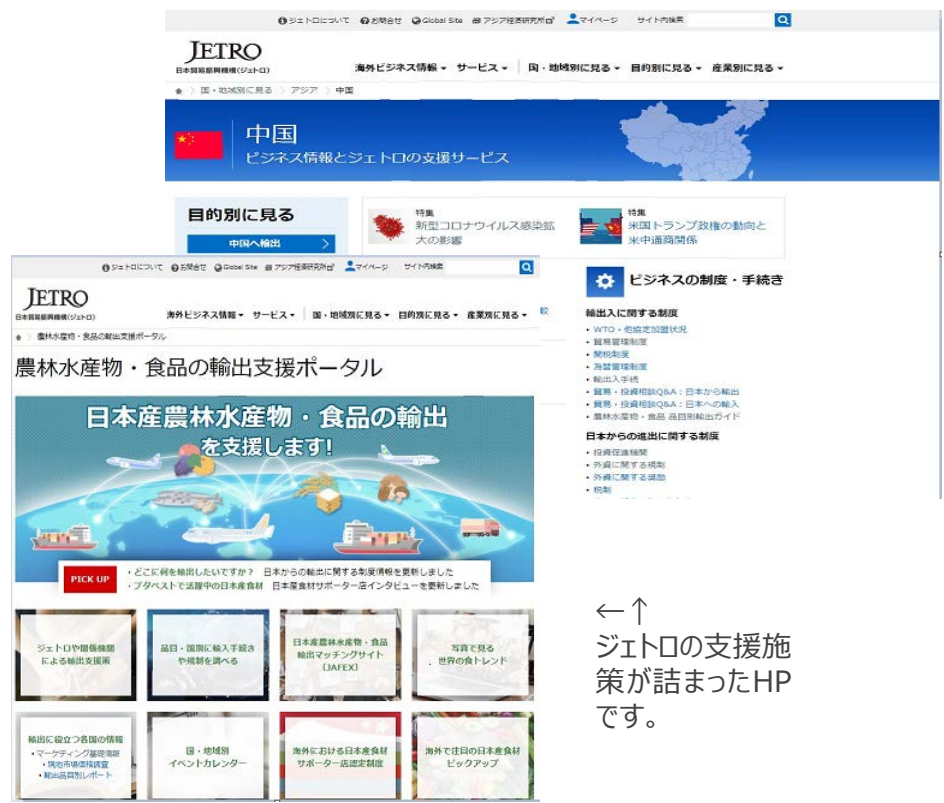 ジェトロについて お問合せ Global Site アジア経済研究所 マイページ サイト内検索
JETRO
日本貿易振興機構(ジェトロ)
海外ビジネス情報 サービス 国・地域別に見る 目的別に見る 産業別に見る
国・地域別に見る 〉 アジア 〉 中国
中国
ビジネス情報とジェトロの支援サービス
目的別に見る
中国へ輸出 〉
特集
新型コロナウイルス感染拡
大の影響
特集
米国トランプ政権の動向と
米中通商関係
ビジネスの制度・手続き
輸出入に関する制度
・WTO・他協定加盟状況
・貿易管理制度
・関税制度
・為替管理制度
・輸出入手続
・貿易・投資相談Q&A:日本から輸出
・貿易・投資相談Q&A:日本への輸入
・農林水産物・食品 品目別輸出ガイド
日本からの進出に関する制度
・投資促進機関
・外資に関する規制
・外資に関する奨励
・税制
ジェトロについて お問合せ Global Site アジア経済研究所 マイページ サイト内検索
JETRO
日本貿易振興機構(ジェトロ)
海外ビジネス情報 サービス 国・地域別に見る 目的別に見る 産業別に見る
農林水産物・食品の輸出支援ポータル
農林水産物・食品の輸出支援ポータル
日本産農林水産物・食品の輸出
を支援します!
PICK UP
・どこに何を輸出したいですか? 日本からの輸出に関する制度情報を更新しました
・ブダペストで活躍中の日本産食材 日本産食材サポーター店インタビューを更新しました
ジェトロや関係機関
による輸出支援策
品目・国別に輸入手続き
や規制を調べる
日本産農林水産物・食品
輸出マッチングサイト
(JAFEX)
写真で見る
世界の食トレンド
輸出に役立つ各国の情報
・マーケティング基礎情報
・現地市場価格調査
・輸出品目別レポート
国・地域別
イベントカレンダー
海外における日本産食材
サポーター店認定制度
海外で注目の日本産食材
ピックアップ
←↑
ジェトロの支援施
策が詰まったHP
です。